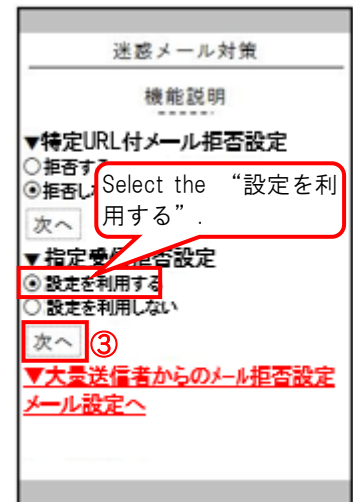 迷惑メール対策
機能説明
▼特定URL付メール拒否設定
○拒否す
◉拒否し
次へ
Select the “設定を利
用する”.
▼指定受信拒否設定
◉設定を利用する
○設定を利用しない
次へ ③
▼大量送信者からのメール拒否設定
メール設定へ